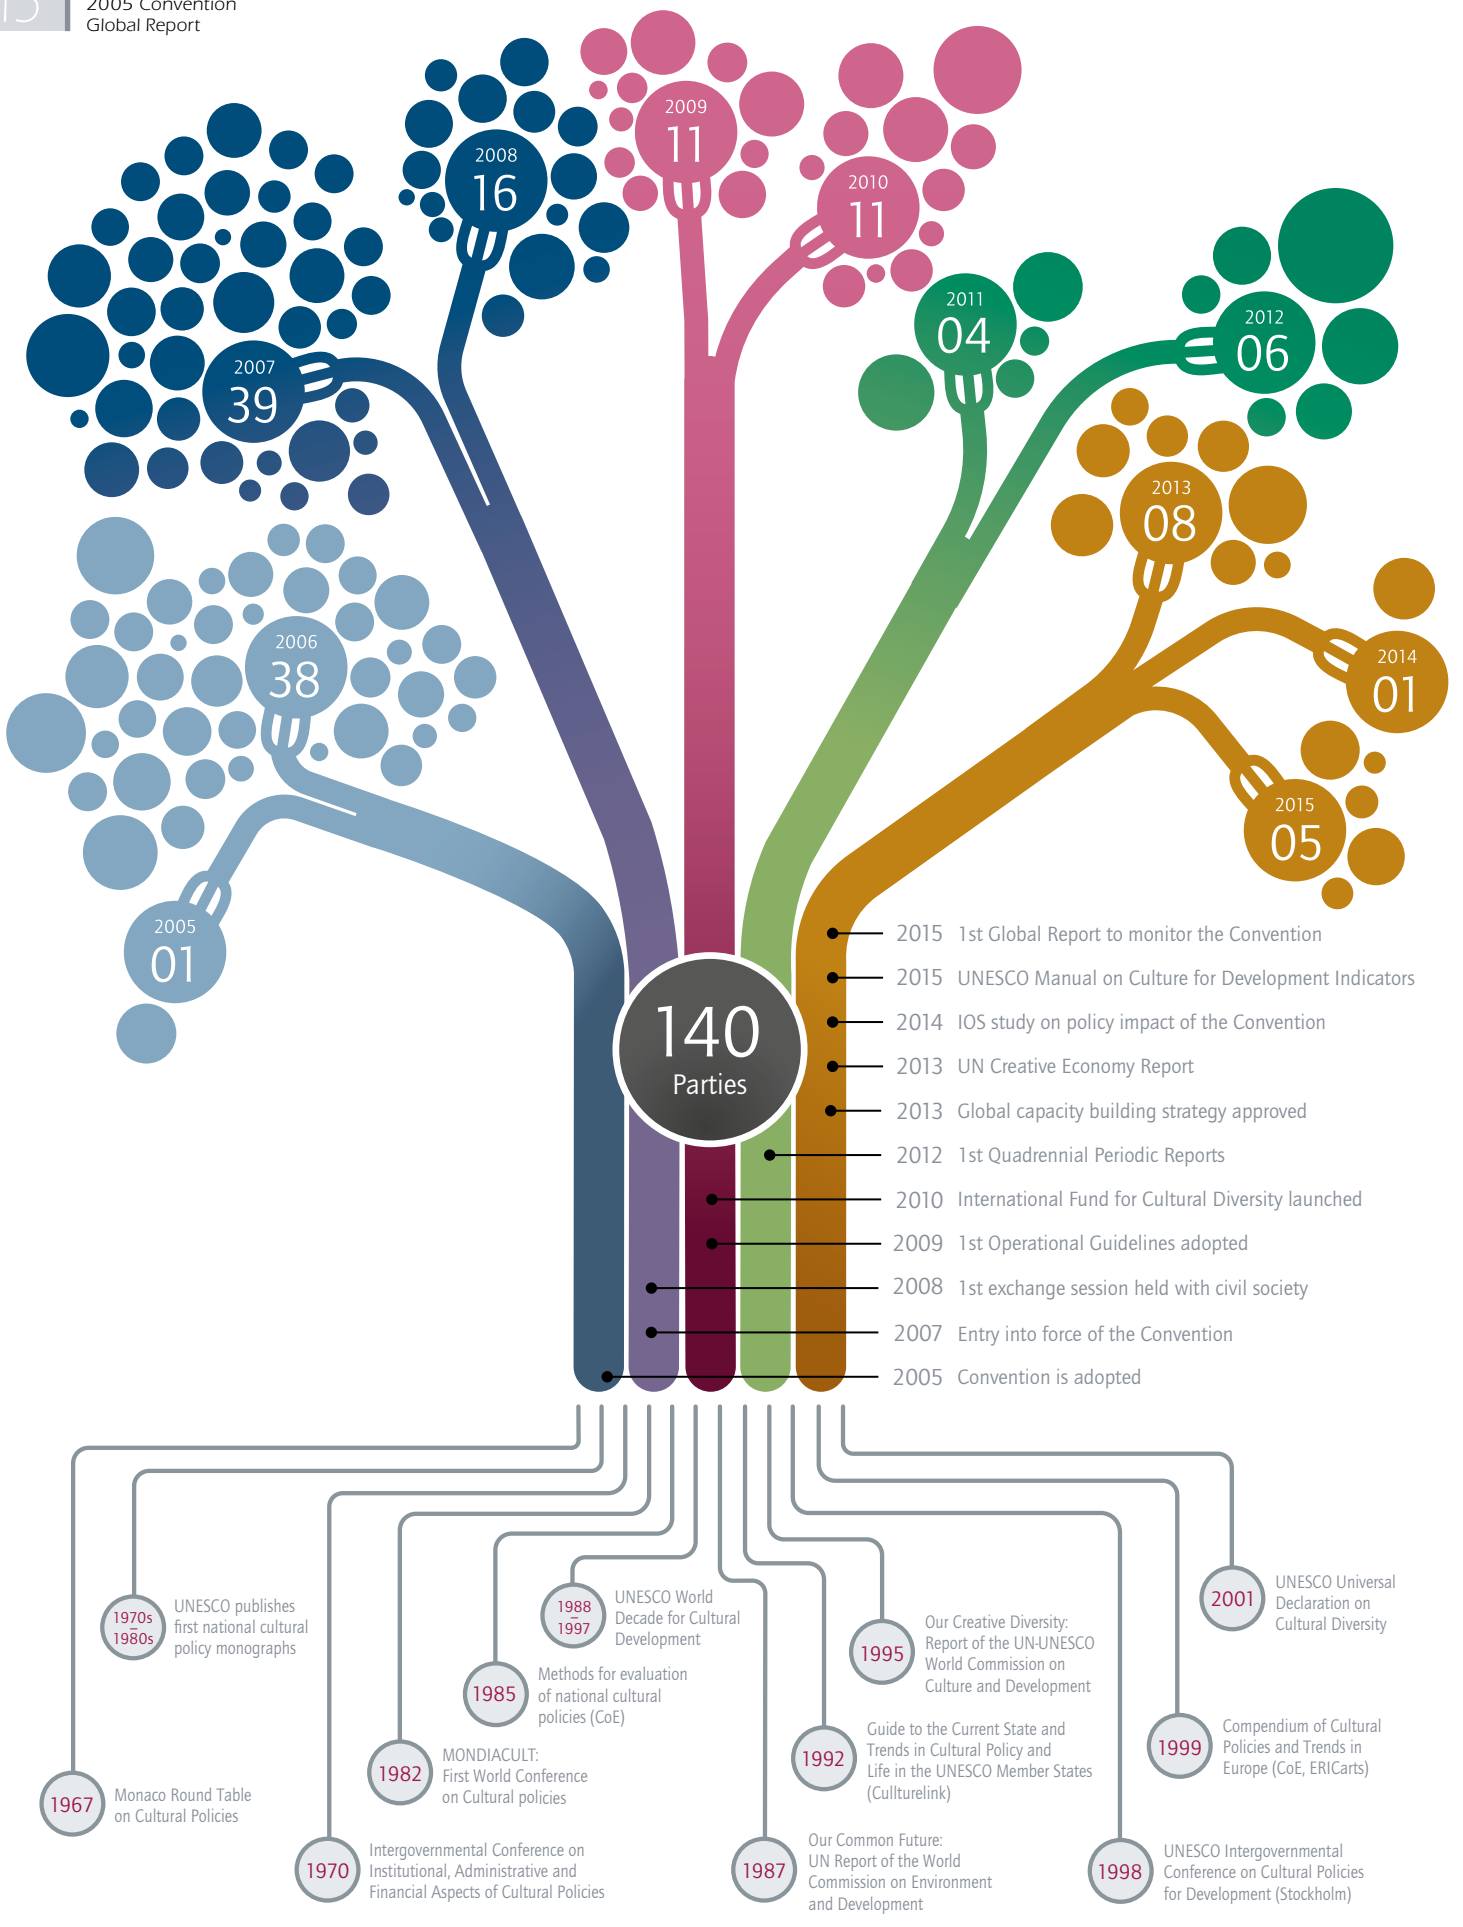 15
2005 Convention
Global Report
2009
11
2008
16
2010
11
2011
04
2012
06
2007
39
2013
08
2006
38
2014
01
2015
05
2005
01
140
Parties
2015 1st Global Report to monitor the Convention
2015 UNESCO Manual on Culture for Development Indicators
2014 IOS study on policy impact of the Convention
2013 UN Creative Economy Report
2013 Global capacity building strategy approved
2012 1st Quadrennial Periodic Reports
2010 International Fund for Cultural Diversity launched
2009 1st Operational Guidelines adopted
2008 1st exchange session held with civil society
2007 Entry into force of the Convention
2005 Convention is adopted
1967
Monaco Round Table
on Cultural Policies
1970s
–
1980s
UNESCO publishes
first national cultural
policy monographs
1970
Intergovernmental Conference on
Institutional, Administrative and
Financial Aspects of Cultural Policies
1982
MONDIACULT:
First World Conference
on Cultural policies
1985
Methods for evaluation
of national cultural
policies (CoE)
1988
–
1997
UNESCO World
Decade for Cultural
Development
1987
Our Common Future:
UN Report of the World
Commission on Environment
and Development
1992
Guide to the Current State and
Trends in Cultural Policy and
Life in the UNESCO Member States
(Cullturelink)
1995
Our Creative Diversity:
Report of the UN-UNESCO
World Commission on
Culture and Development
1998
UNESCO Intergovernmental
Conference on Cultural Policies
for Development (Stockholm)
1999
Compendium of Cultural
Policies and Trends in
Europe (CoE, ERICarts)
2001
UNESCO Universal
Declaration on
Cultural Diversity